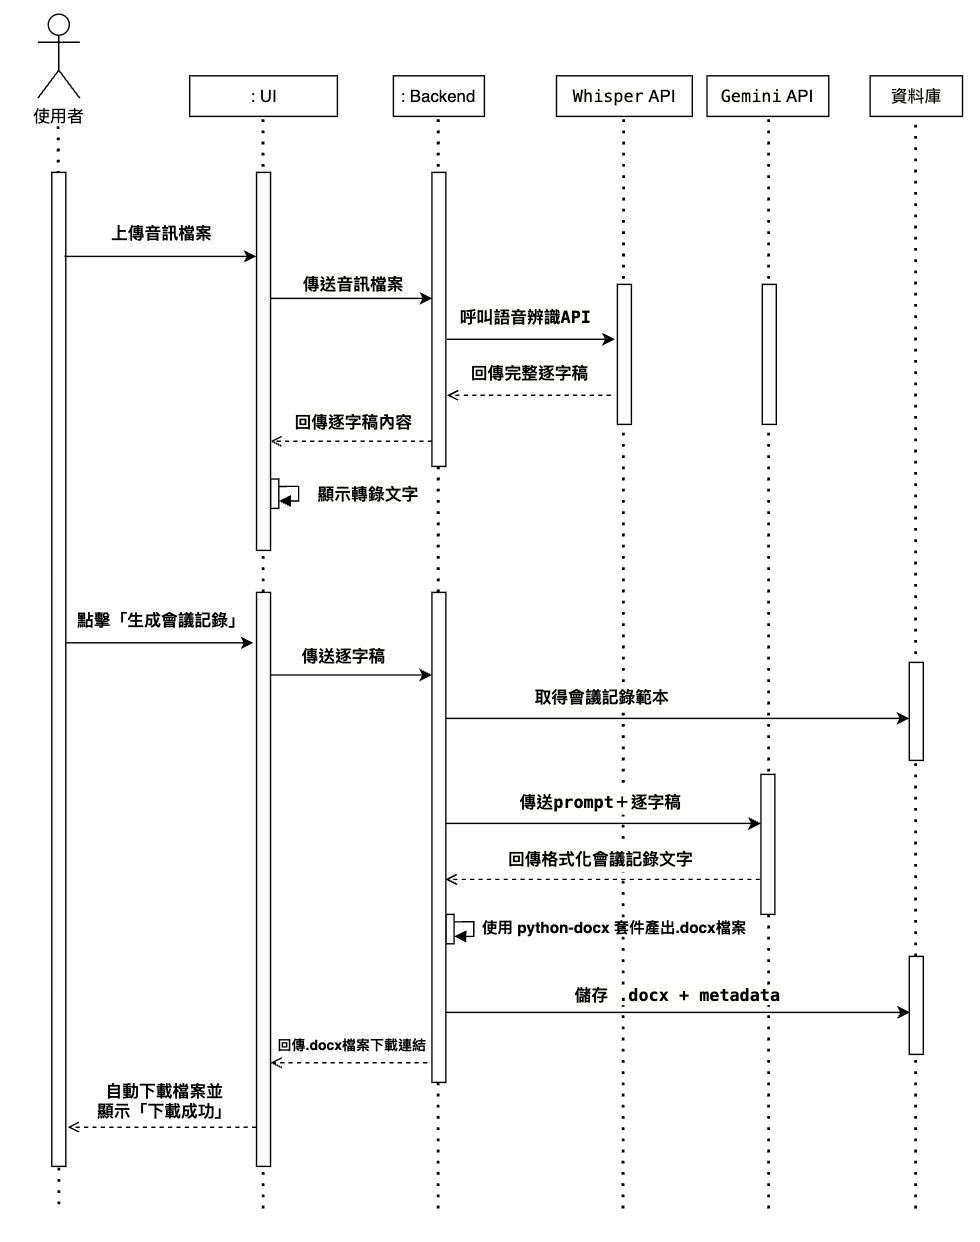 使用者
: UI
: Backend
Whisper API
Gemini API
資料庫
上傳音訊檔案
傳送音訊檔案
呼叫語音辨識API
回傳完整逐字稿
回傳逐字稿內容
顯示轉錄文字
點擊「生成會議記錄」
傳送逐字稿
取得會議記錄範本
傳送prompt＋逐字稿
回傳格式化會議記錄文字
使用 python-docx 套件產出.docx檔案
儲存 .docx + metadata
回傳.docx檔案下載連結
自動下載檔案並
顯示「下載成功」